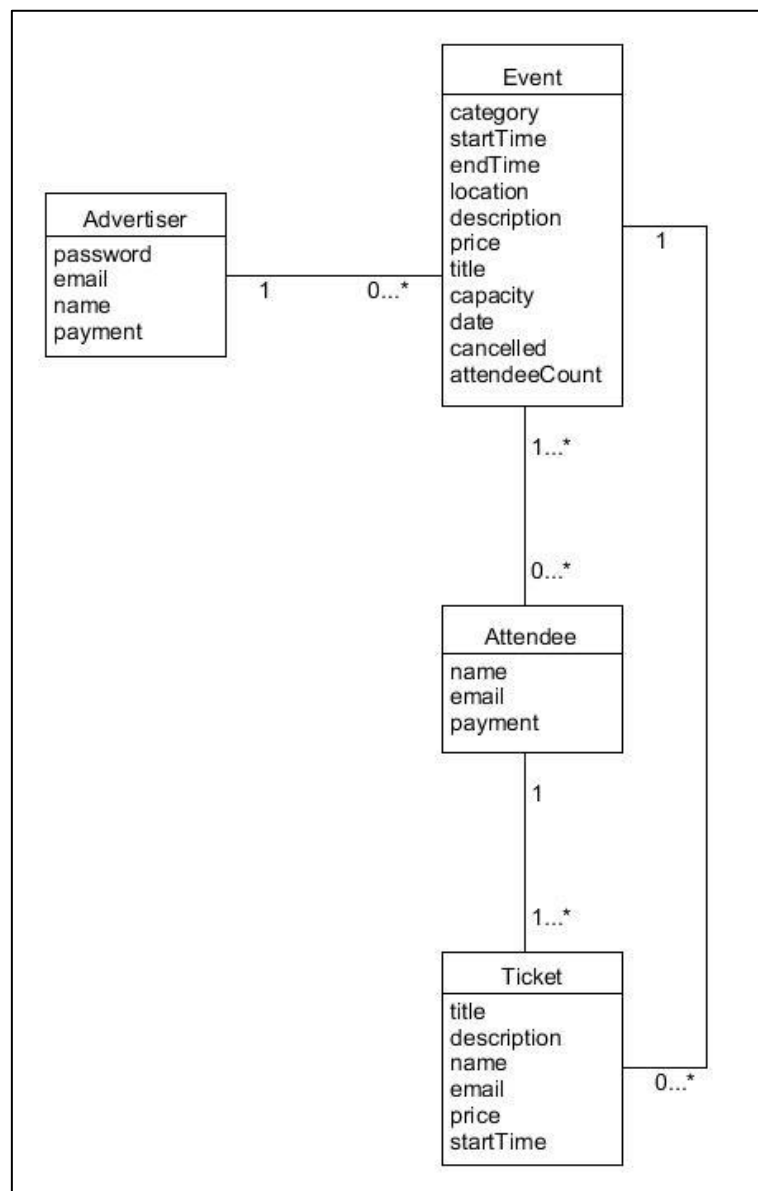 Event
category
startTime
endTime
location
description
price
title
capacity
date
cancelled
attendeeCount
Advertiser
password
email
name
payment
1
0...*
1
1...*
0...*
Attendee
name
email
payment
1
1...*
Ticket
title
description
name
email
price
startTime
0...*